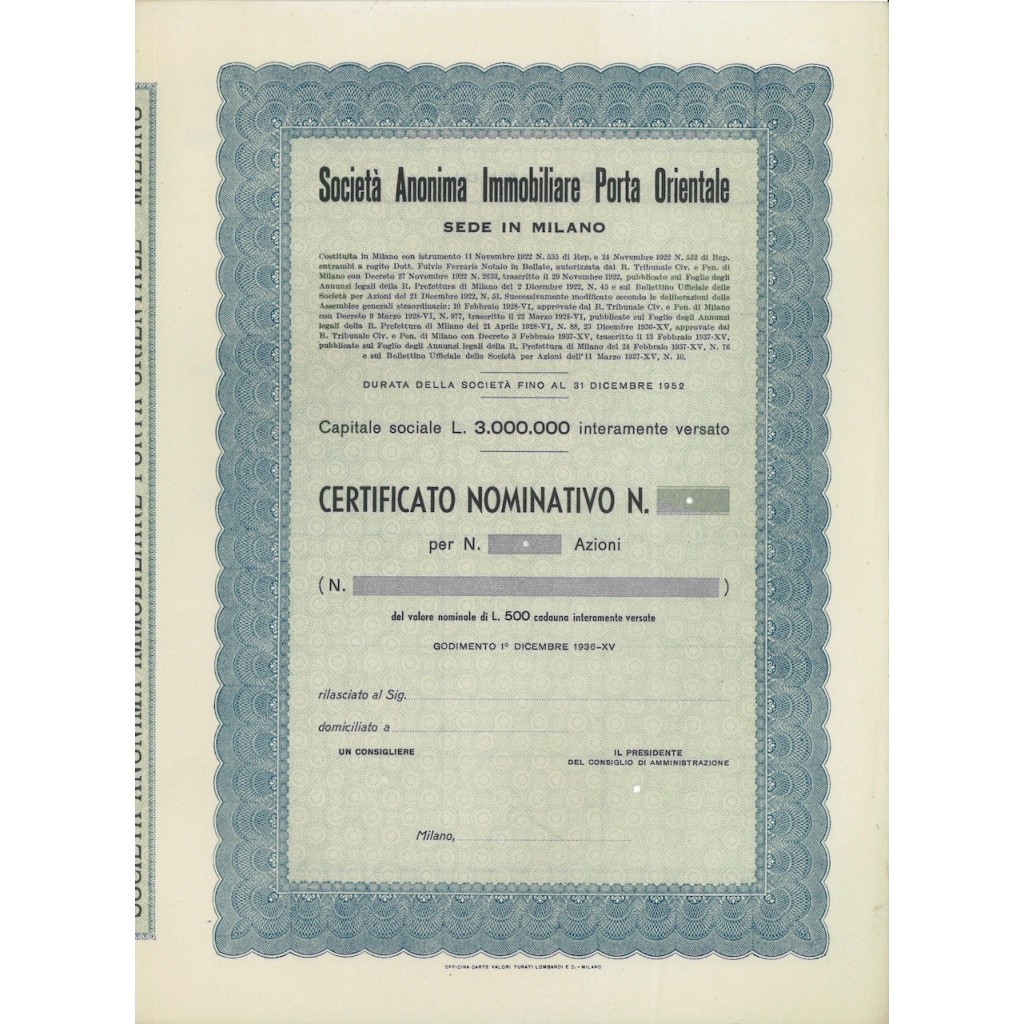 SOCIETÀ ANONIMA IMMOBILIARE PORTA ORIENTALE MILANO
Società Anonima Immobiliare Porta Orientale
SEDE IN MILANO
Costituita in Milano con istrumento 11 Novembre 1922 N. 535 di Rep. e 24 Novembre 1922 N. 552 di Rep.
entrambi a rogito Dott. Fulvio Ferraris Notaio in Bollate, autorizzata dal R. Tribunale Civ. e Pen. di
Milano con Decreto 27 Novembre 1922 N. 2633, trascritto il 29 Novembre 1922, pubblicato sul Foglio degli
Annunzi legali della R. Prefettura di Milano del 2 Dicembre 1922, N. 45 e sul Bollettino Ufficiale delle
Società per Azioni del 21 Dicembre 1922, N. 51. Successivamente modificato secondo le deliberazioni delle
Assemblee generali straordinarie: 10 Febbraio 1928-VI, approvate dal R. Tribunale Civ. e Pen. di Milano
con Decreto 9 Marzo 1928-VI, N. 977, trascritto il 22 Marzo 1928-VI, pubblicate sul Foglio degli Annunzi
legali della R. Prefettura di Milano del 21 Aprile 1928-VI, N. 88, 23 Dicembre 1936-XV, approvate dal
R. Tribunale Civ. e Pen. di Milano con Decreto 3 Febbraio 1937-XV, trascritto il 13 Febbraio 1937-XV,
pubblicate sul Foglio degli Annunzi legali della R. Prefettura di Milano del 24 Febbraio 1937-XV, N. 76
e sul Bollettino Ufficiale delle Società per Azioni dell'11 Marzo 1937-XV, N. 10.
DURATA DELLA SOCIETÀ FINO AL 31 DICEMBRE 1952
Capitale sociale L. 3.000.000 interamente versato
CERTIFICATO NOMINATIVO N.
per N. Azioni
(N. )
del valore nominale di L. 500 cadauna interamente versate
GODIMENTO 1º DICEMBRE 1936-XV
rilasciato al Sig.
domiciliato a
UN CONSIGLIERE
IL PRESIDENTE
DEL CONSIGLIO DI AMMINISTRAZIONE
Milano,
OFFICINA CARTE VALORI TURATI LOMBARDI E C. - MILANO